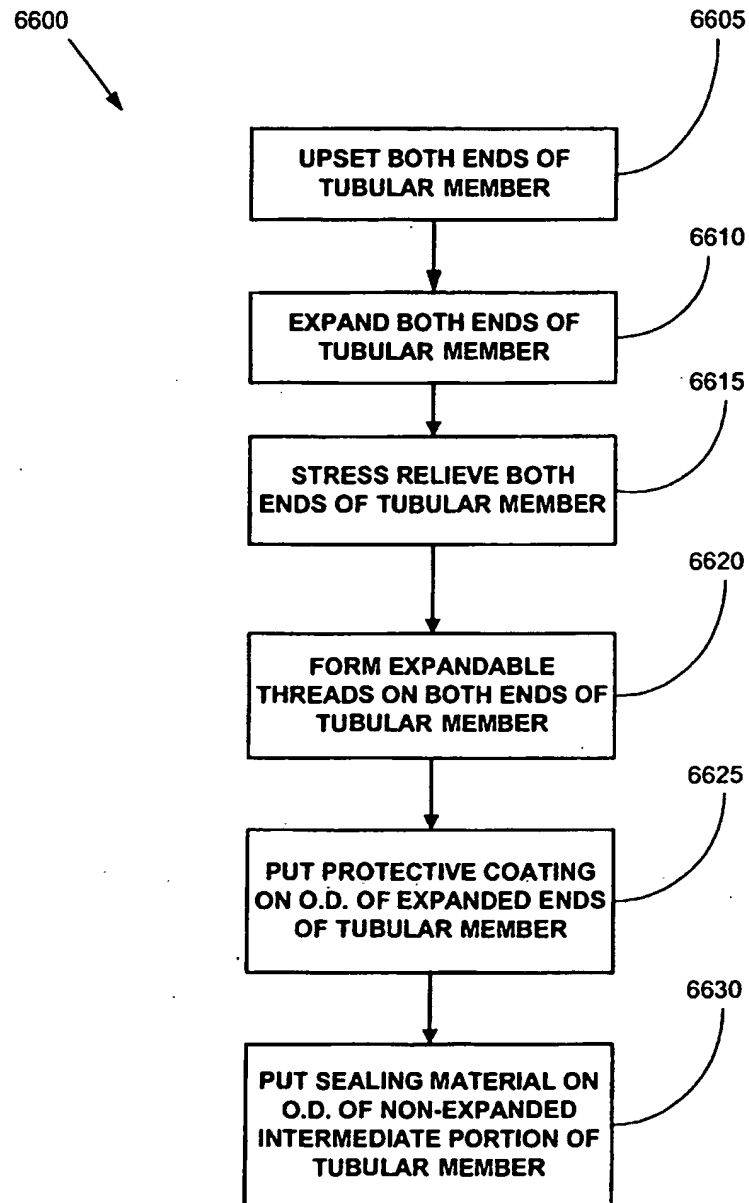 6600
6605
UPSET BOTH ENDS OF
TUBULAR MEMBER
6610
EXPAND BOTH ENDS OF
TUBULAR MEMBER
6615
STRESS RELIEVE BOTH
ENDS OF TUBULAR MEMBER
6620
FORM EXPANDABLE
THREADS ON BOTH ENDS OF
TUBULAR MEMBER
6625
PUT PROTECTIVE COATING
ON O.D. OF EXPANDED ENDS
OF TUBULAR MEMBER
6630
PUT SEALING MATERIAL ON
O.D. OF NON-EXPANDED
INTERMEDIATE PORTION OF
TUBULAR MEMBER